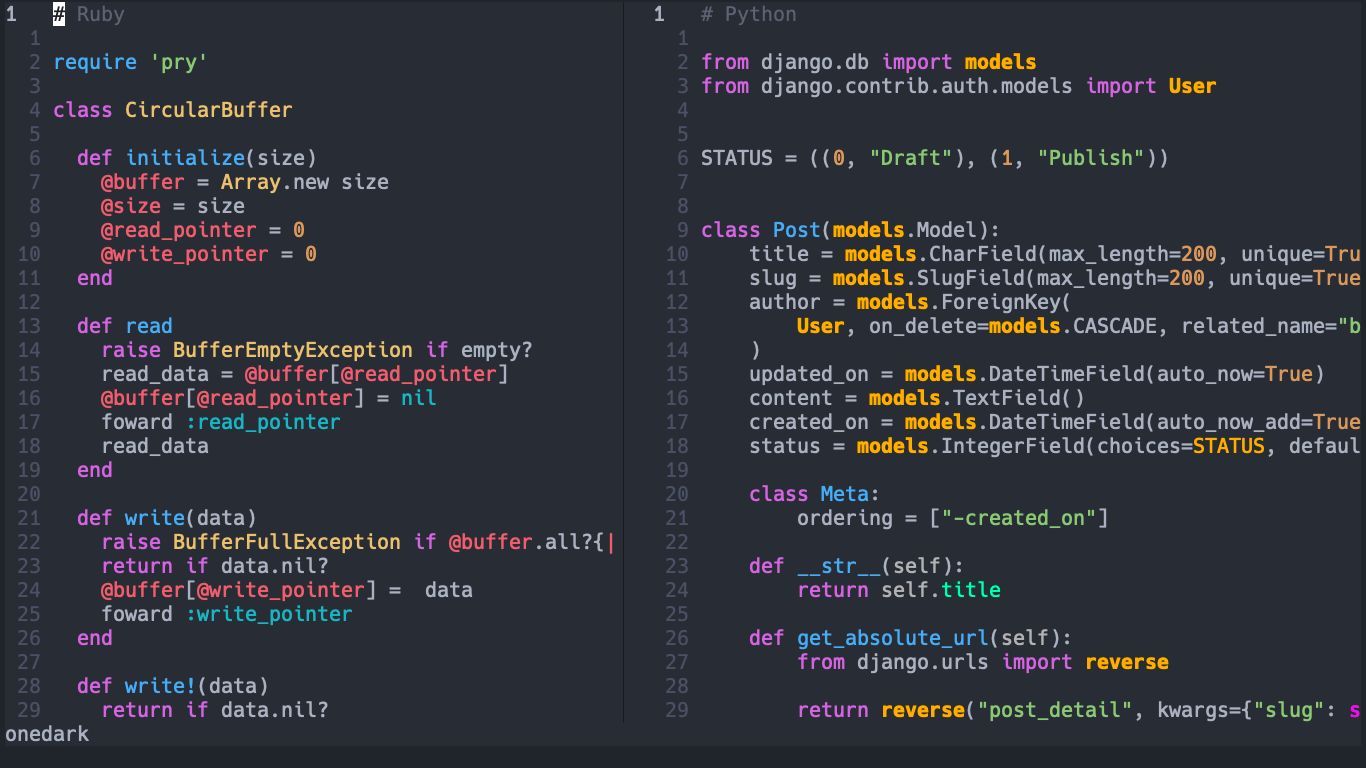 1 # Ruby
1
2 require 'pry'
3
4 class CircularBuffer
5
6 def initialize(size)
7 @buffer = Array.new size
8 @size = size
9 @read_pointer = 0
10 @write_pointer = 0
11 end
12
13 def read
14 raise BufferEmptyException if empty?
15 read_data = @buffer[@read_pointer]
16 @buffer[@read_pointer] = nil
17 foward :read_pointer
18 read_data
19 end
20
21 def write(data)
22 raise BufferFullException if @buffer.all?{|
23 return if data.nil?
24 @buffer[@write_pointer] =  data
25 foward :write_pointer
26 end
27
28 def write!(data)
29 return if data.nil?
1 # Python
1
2 from django.db import models
3 from django.contrib.auth.models import User
4
5
6 STATUS = ((0, "Draft"), (1, "Publish"))
7
8
9 class Post(models.Model):
10 title = models.CharField(max_length=200, unique=Tru
11 slug = models.SlugField(max_length=200, unique=True
12 author = models.ForeignKey(
13 User, on_delete=models.CASCADE, related_name="b
14 )
15 updated_on = models.DateTimeField(auto_now=True)
16 content = models.TextField()
17 created_on = models.DateTimeField(auto_now_add=True
18 status = models.IntegerField(choices=STATUS, defaul
19
20 class Meta:
21 ordering = ["-created_on"]
22
23 def __str__(self):
24 return self.title
25
26 def get_absolute_url(self):
27 from django.urls import reverse
28
29 return reverse("post_detail", kwargs={"slug": s
onedark